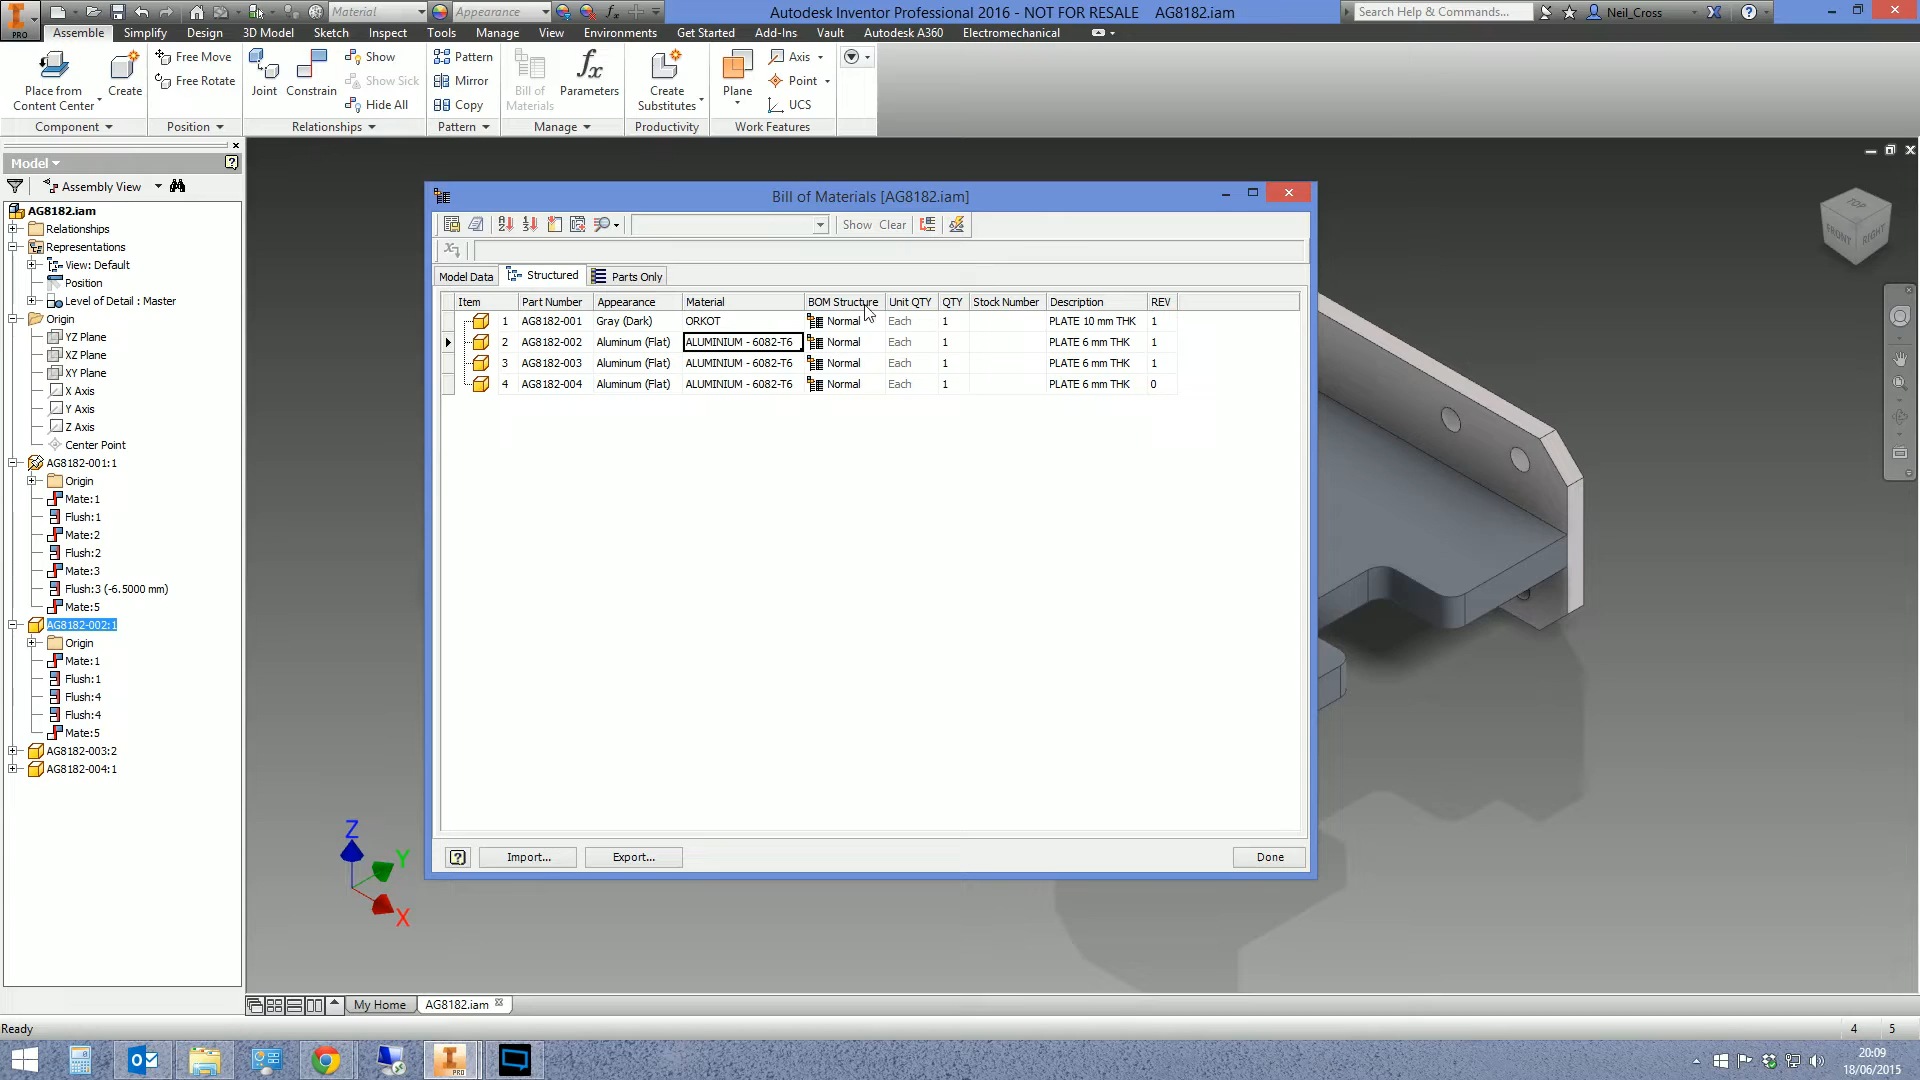 Material
Appearance
Autodesk Inventor Professional 2016 - NOT FOR RESALE AG8182.iam
Search Help & Commands...
Neil_Cross
PRO
Assemble Simplify Design 3D Model Sketch Inspect Tools Manage View Environments Get Started Add-Ins Vault Autodesk A360 Electromechanical
Place from
Content Center
Create
Free Move
Free Rotate
Joint
Constrain
Show
Show Sick
Hide All
Pattern
Mirror
Copy
Bill of
Materials
Parameters
Create
Substitutes
Plane
Axis
Point
UCS
Component Position Relationships Pattern Manage Productivity Work Features
Model
Assembly View
AG8182.iam
Relationships
Representations
View: Default
Position
Level of Detail : Master
Origin
YZ Plane
XZ Plane
XY Plane
X Axis
Y Axis
Z Axis
Center Point
AG8182-001:1
Origin
Mate:1
Flush:1
Mate:2
Flush:2
Mate:3
Flush:3 (-6.5000 mm)
Mate:5
AG8182-002:1
Origin
Mate:1
Flush:1
Flush:4
Flush:4
Mate:5
AG8182-003:2
AG8182-004:1
Bill of Materials [AG8182.iam]
Show Clear
Model Data Structured Parts Only
Item Part Number Appearance Material BOM Structure Unit QTY QTY Stock Number Description REV
1 AG8182-001 Gray (Dark) ORKOT Normal Each 1 PLATE 10 mm THK 1
2 AG8182-002 Aluminum (Flat) ALUMINIUM - 6082-T6 Normal Each 1 PLATE 6 mm THK 1
3 AG8182-003 Aluminum (Flat) ALUMINIUM - 6082-T6 Normal Each 1 PLATE 6 mm THK 1
4 AG8182-004 Aluminum (Flat) ALUMINIUM - 6082-T6 Normal Each 1 PLATE 6 mm THK 0
Import... Export... Done
TOP
FRONT
RIGHT
Z
Y
X
My Home AG8182.iam
Ready
4 5
PRO
20:09
18/06/2015